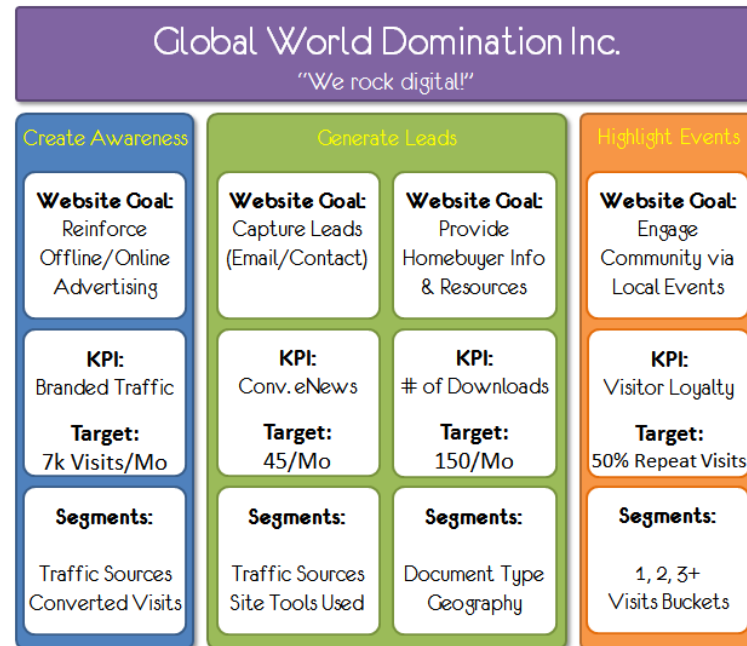 Global World Domination Inc.
"We rock digital!"
Create Awareness
Website Goal:
Reinforce
Offline/Online
Advertising
KPI:
Branded Traffic
Target:
7k Visits/Mo
Segments:
Traffic Sources
Converted Visits
Generate Leads
Website Goal:
Capture Leads
(Email/Contact)
KPI:
Conv. eNews
Target:
45/Mo
Segments:
Traffic Sources
Site Tools Used
Website Goal:
Provide
Homebuyer Info
& Resources
KPI:
# of Downloads
Target:
150/Mo
Segments:
Document Type
Geography
Highlight Events
Website Goal:
Engage
Community via
Local Events
KPI:
Visitor Loyalty
Target:
50% Repeat Visits
Segments:
1, 2, 3+
Visits Buckets